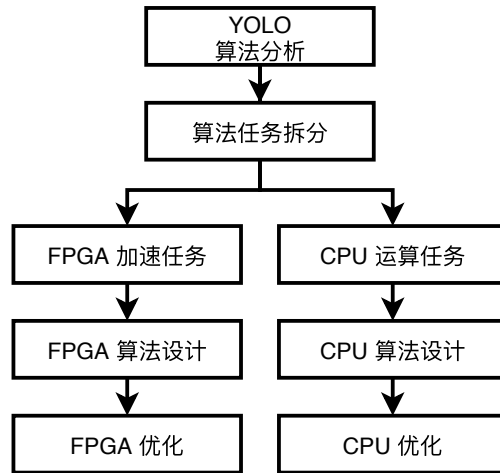 YOLO
算法分析
算法任务拆分
FPGA 加速任务
CPU 运算任务
FPGA 算法设计
CPU 算法设计
FPGA 优化
CPU 优化